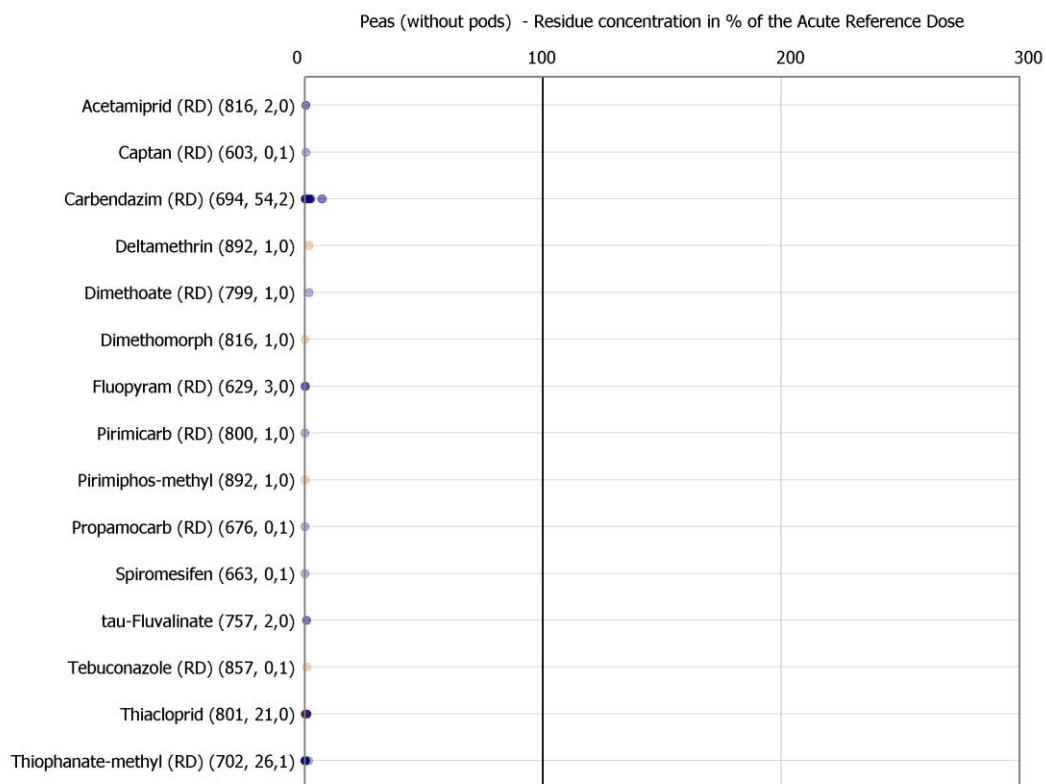 Peas (without pods)  - Residue concentration in % of the Acute Reference Dose
0 100 200 300
Acetamiprid (RD) (816, 2,0)
Captan (RD) (603, 0,1)
Carbendazim (RD) (694, 54,2)
Deltamethrin (892, 1,0)
Dimethoate (RD) (799, 1,0)
Dimethomorph (816, 1,0)
Fluopyram (RD) (629, 3,0)
Pirimicarb (RD) (800, 1,0)
Pirimiphos-methyl (892, 1,0)
Propamocarb (RD) (676, 0,1)
Spiromesifen (663, 0,1)
tau-Fluvalinate (757, 2,0)
Tebuconazole (RD) (857, 0,1)
Thiacloprid (801, 21,0)
Thiophanate-methyl (RD) (702, 26,1)